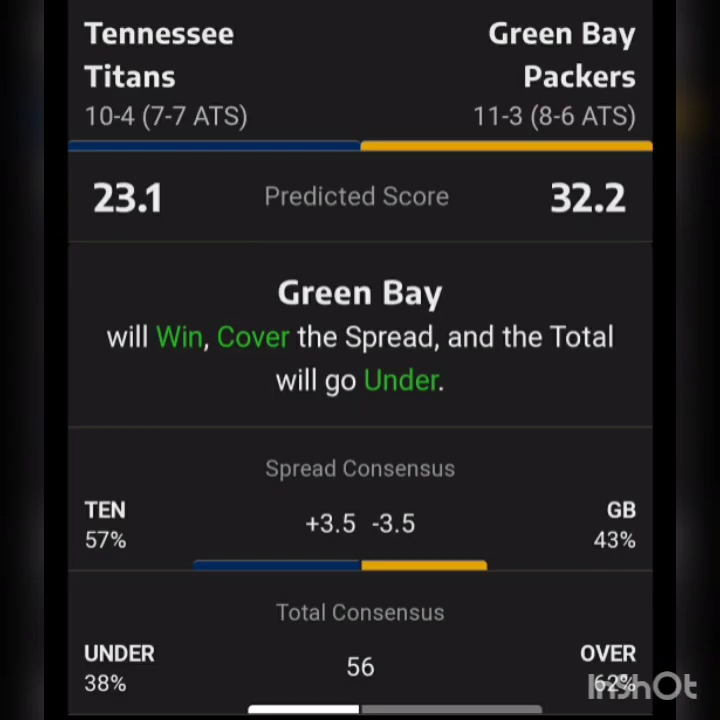 Tennessee Titans
Green Bay Packers
10-4 (7-7 ATS)
11-3 (8-6 ATS)
23.1 Predicted Score 32.2
Green Bay
will Win, Cover the Spread, and the Total
will go Under.
Spread Consensus
TEN
57%
+3.5 -3.5
GB
43%
Total Consensus
UNDER
38%
56
OVER
62%
InShOt